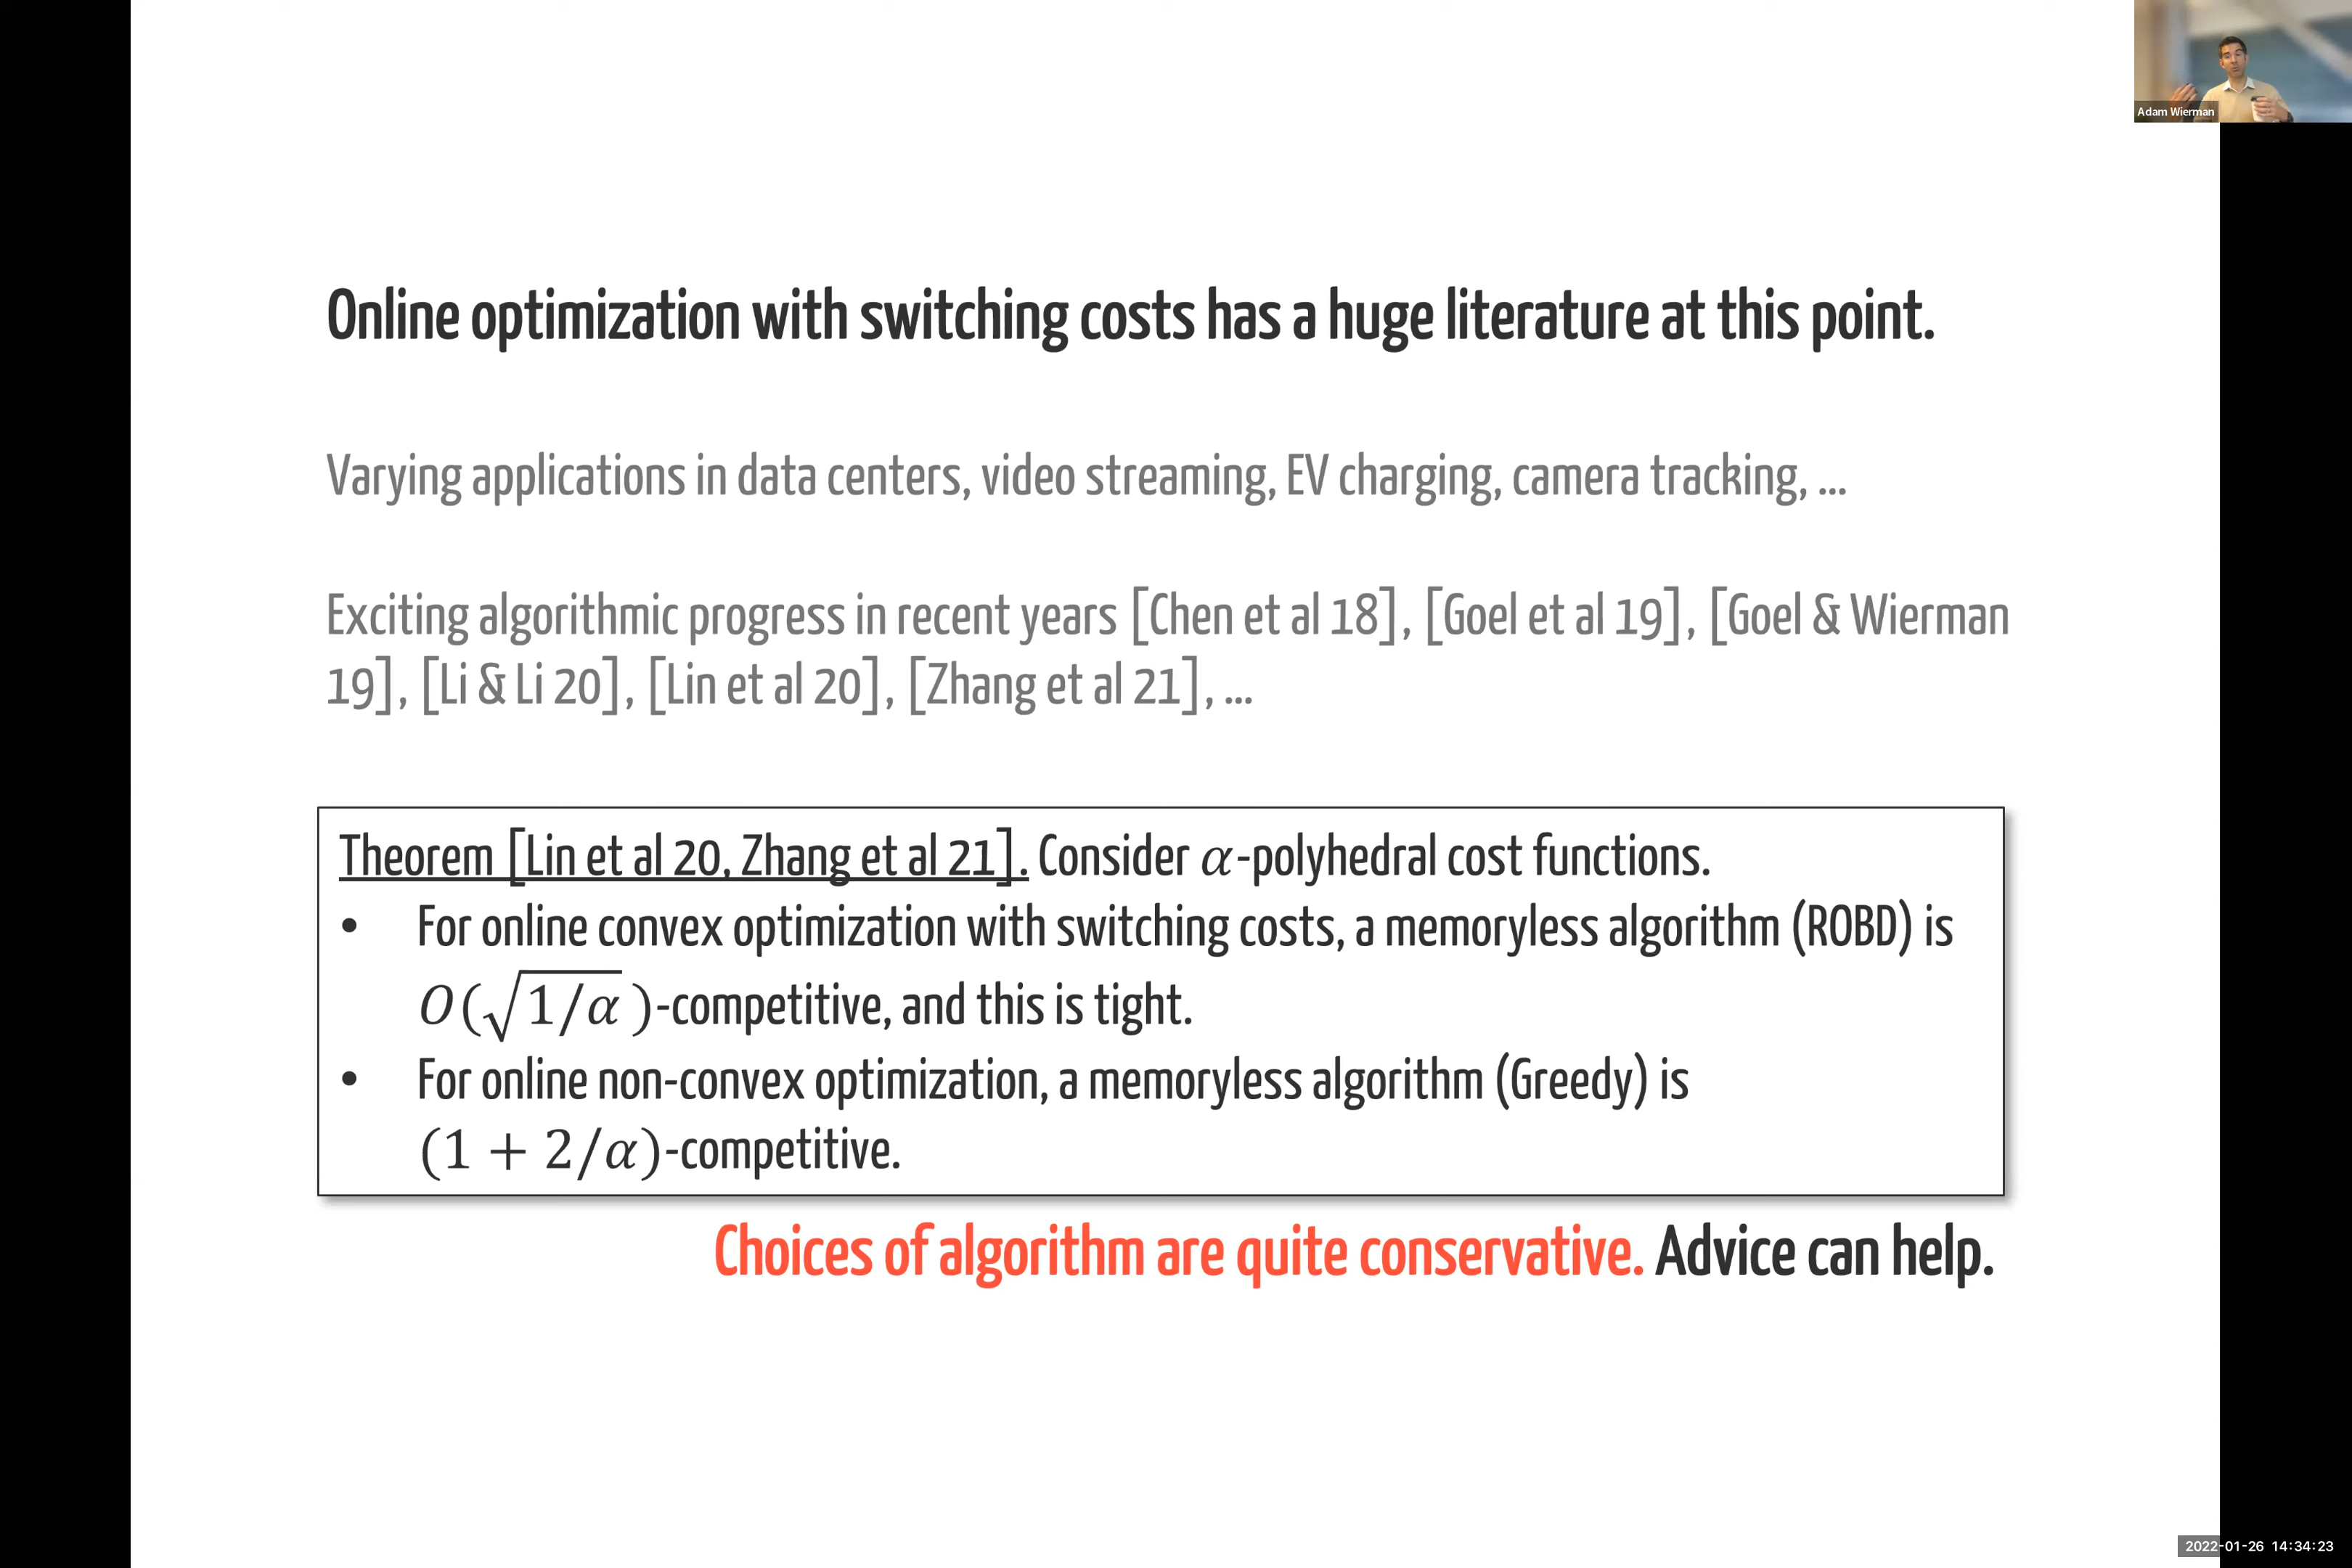 Adam Wierman
Online optimization with switching costs has a huge literature at this point.
Varying applications in data centers, video streaming, EV charging, camera tracking, ...
Exciting algorithmic progress in recent years [Chen et al 18], [Goel et al 19], [Goel & Wierman
19], [Li & Li 20], [Lin et al 20], [Zhang et al 21], ...
Theorem [Lin et al 20, Zhang et al 21]. Consider α-polyhedral cost functions.
• For online convex optimization with switching costs, a memoryless algorithm (ROBD) is
O(√1/α)-competitive, and this is tight.
• For online non-convex optimization, a memoryless algorithm (Greedy) is
(1 + 2/α)-competitive.
Choices of algorithm are quite conservative. Advice can help.
2022-01-26 14:34:23